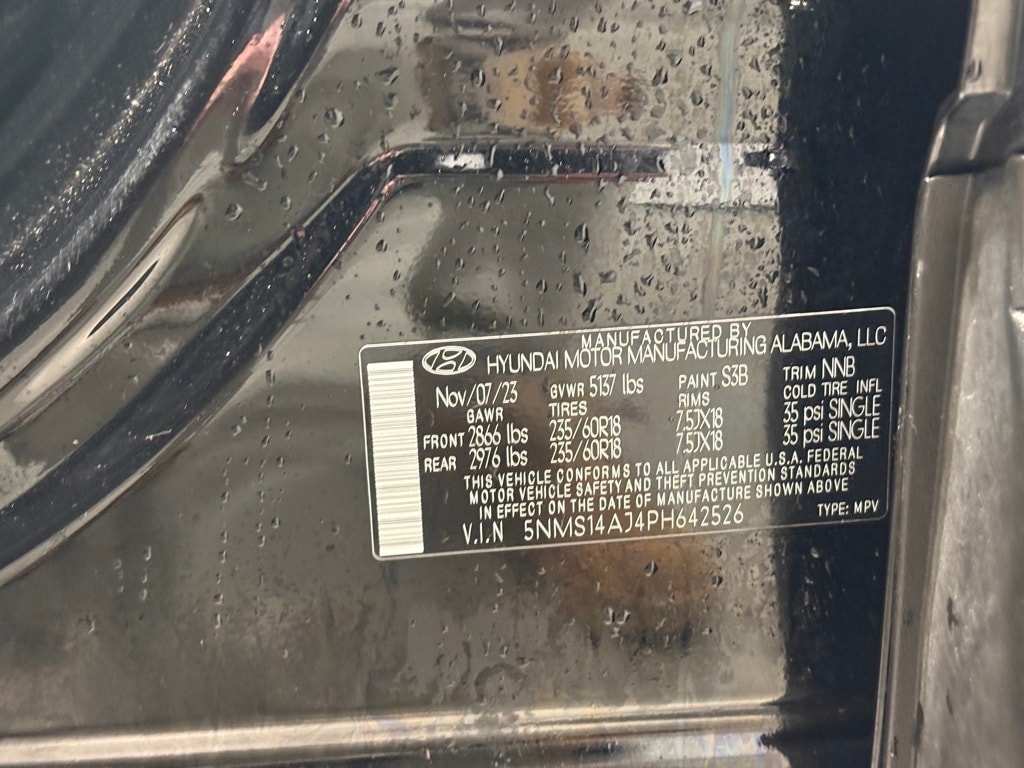 MANUFACTURED BY
HYUNDAI MOTOR MANUFACTURING ALABAMA, LLC
Nov/07/23 GVWR 5137 lbs PAINT S3B TRIM NNB
GAWR TIRES RIMS COLD TIRE INFL
FRONT 2866 lbs 235/60R18 7.5JX18 35 psi SINGLE
REAR 2976 lbs 235/60R18 7.5JX18 35 psi SINGLE
THIS VEHICLE CONFORMS TO ALL APPLICABLE U.S.A. FEDERAL
MOTOR VEHICLE SAFETY AND THEFT PREVENTION STANDARDS
IN EFFECT ON THE DATE OF MANUFACTURE SHOWN ABOVE
V.I.N 5NMS14AJ4PH642526 TYPE: MPV